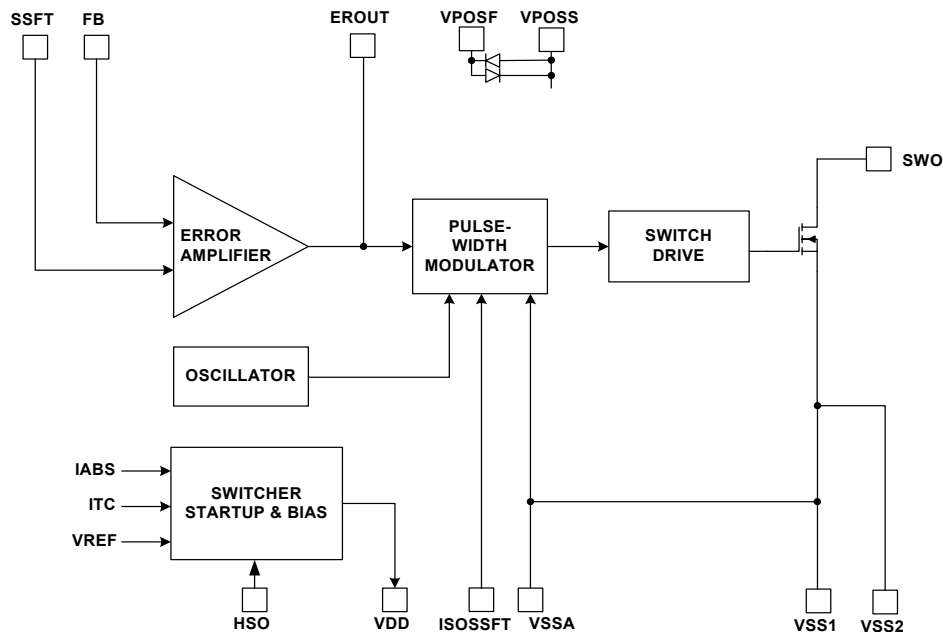 SSFT
FB
EROUT
VPOSF
VPOSS
SWO
ERROR
AMPLIFIER
PULSE-
WIDTH
MODULATOR
SWITCH
DRIVE
OSCILLATOR
IABS
ITC
VREF
SWITCHER
STARTUP & BIAS
HSO
VDD
ISOSSFT
VSSA
VSS1
VSS2